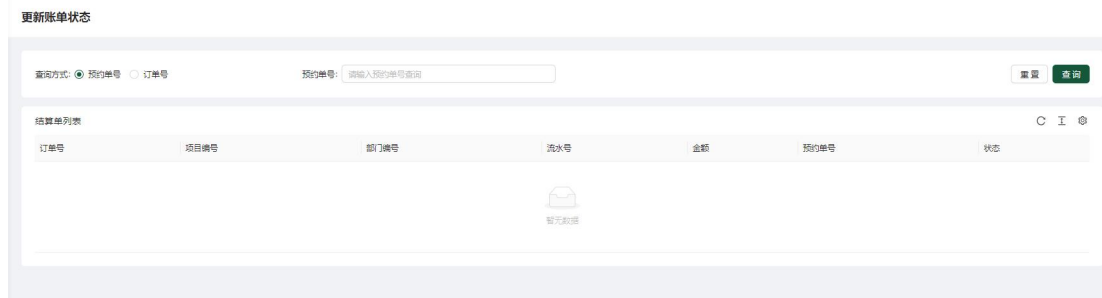 更新账单状态
查询方式: 预约单号 订单号 预约单号: 请输入预约单号查询 重置 查询
结算单列表
订单号 项目编号 部门编号 流水号 金额 预约单号 状态
暂无数据